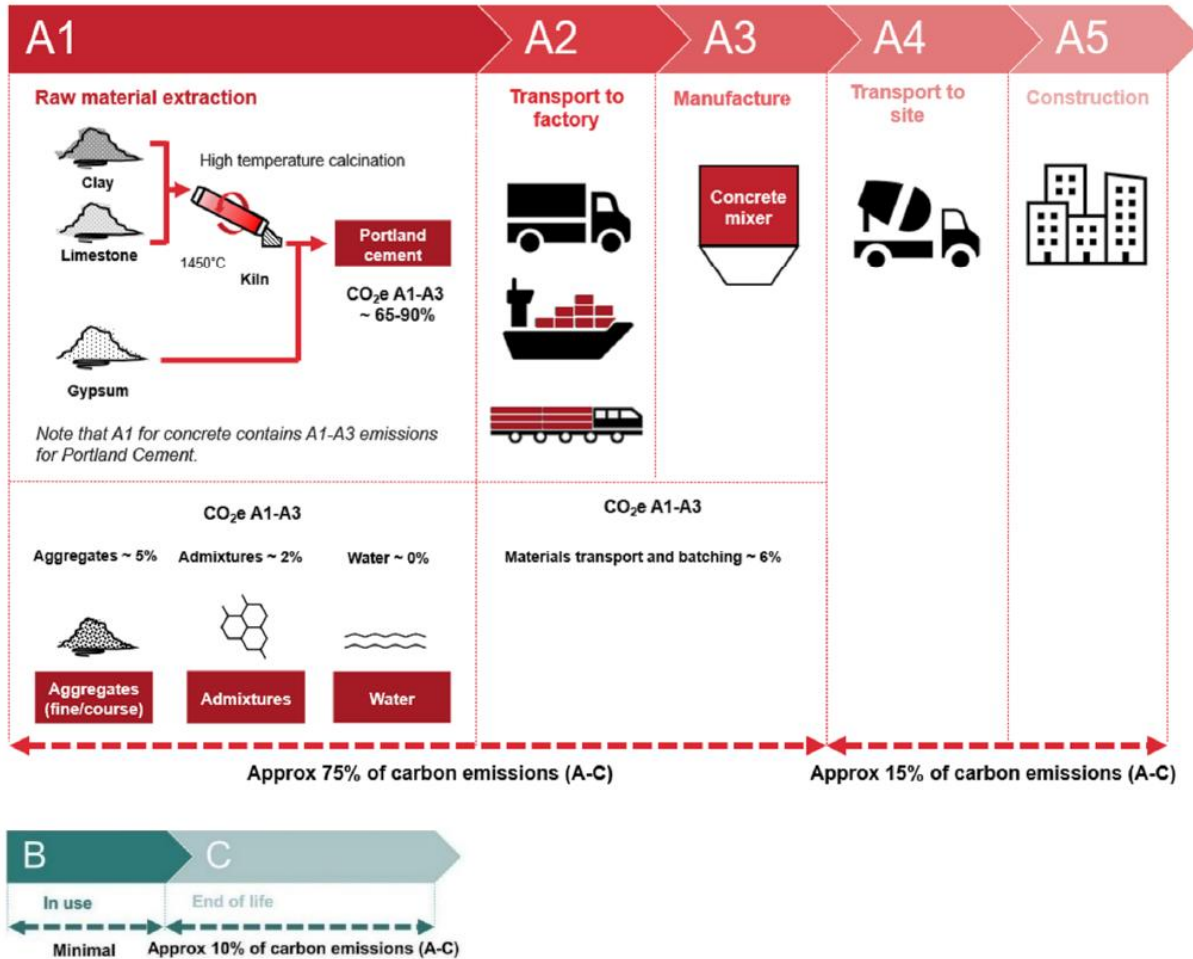 A1
A2
A3
A4
A5
Raw material extraction
Transport to
factory
Manufacture
Transport to
site
Construction
Clay
Limestone
High temperature calcination
1450°C
Kiln
Portland
cement
CO₂e A1-A3
~ 65-90%
Gypsum
Note that A1 for concrete contains A1-A3 emissions
for Portland Cement.
Concrete
mixer
CO₂e A1-A3
Aggregates ~ 5%
Admixtures ~ 2%
Water ~ 0%
Aggregates
(fine/course)
Admixtures
Water
CO₂e A1-A3
Materials transport and batching ~ 6%
Approx 75% of carbon emissions (A-C)
Approx 15% of carbon emissions (A-C)
B
C
In use
End of life
Minimal
Approx 10% of carbon emissions (A-C)